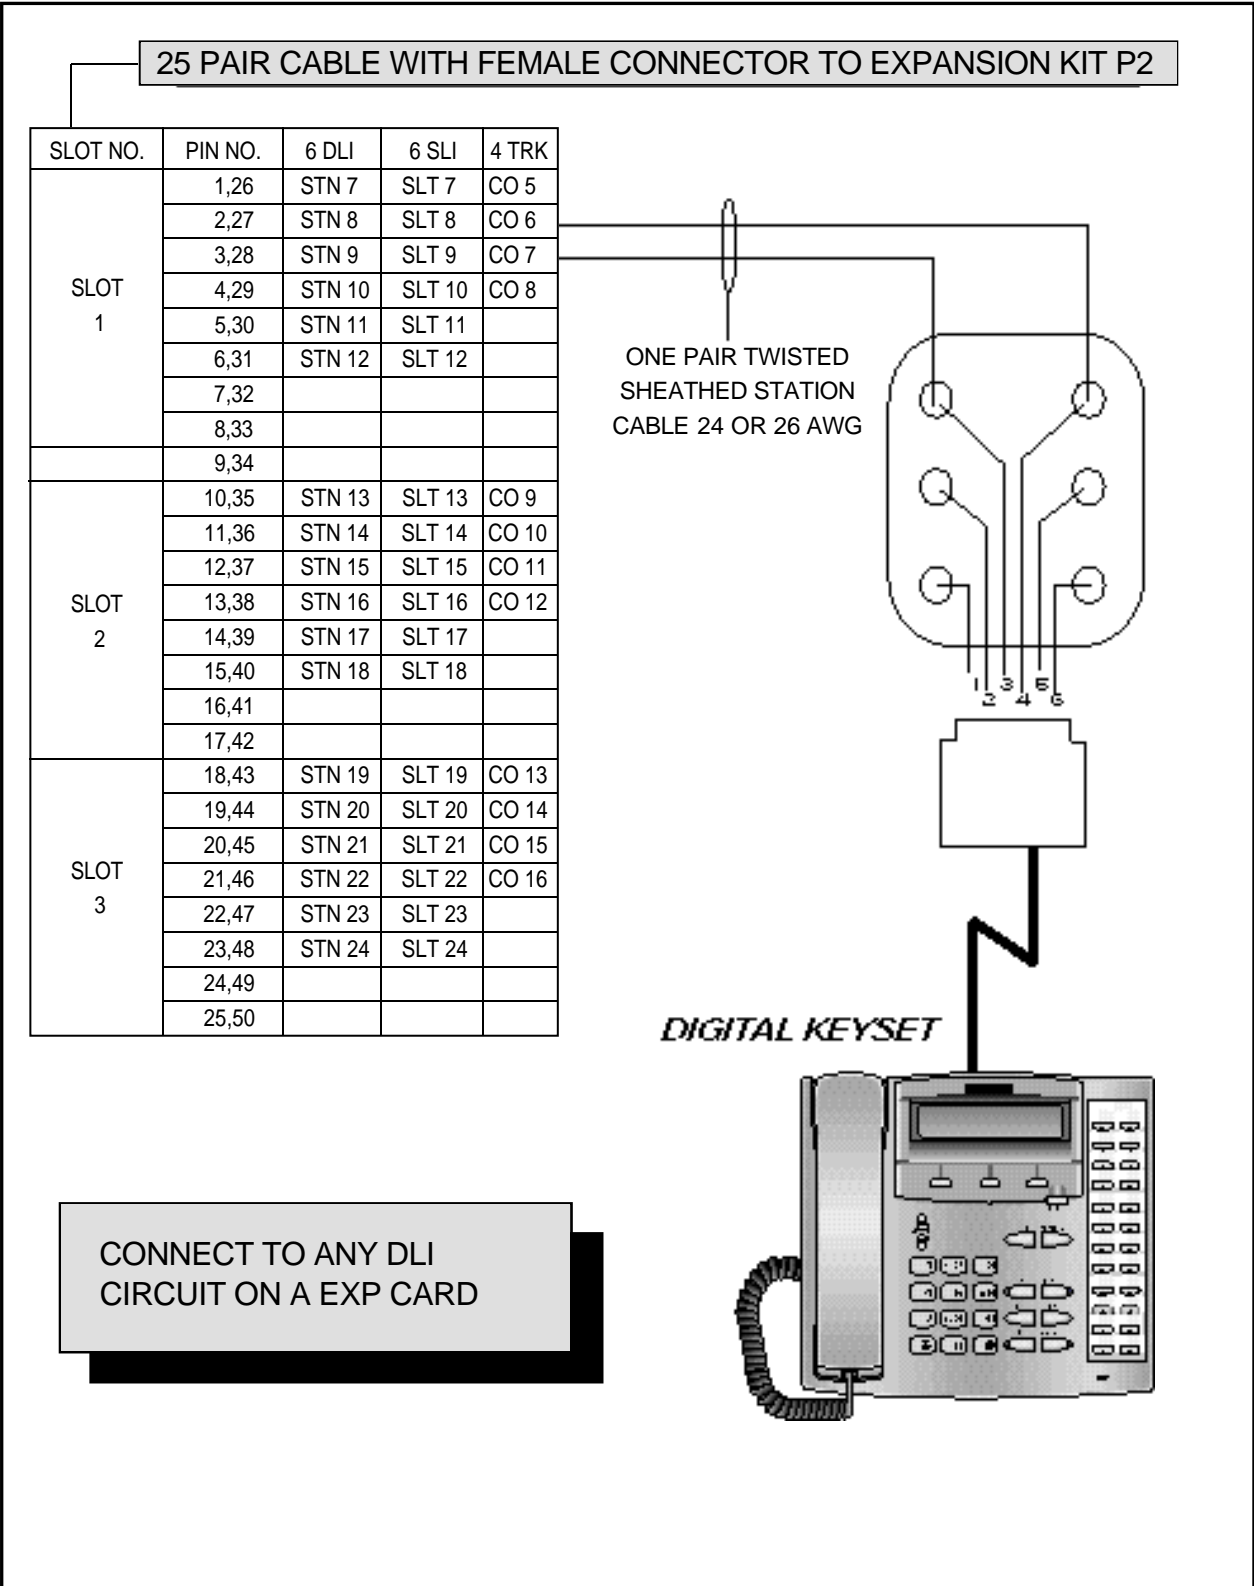 25 PAIR CABLE WITH FEMALE CONNECTOR TO EXPANSION KIT P2
SLOT NO. PIN NO. 6 DLI 6 SLI 4 TRK
SLOT 1
1,26 STN 7 SLT 7 CO 5
2,27 STN 8 SLT 8 CO 6
3,28 STN 9 SLT 9 CO 7
4,29 STN 10 SLT 10 CO 8
5,30 STN 11 SLT 11
6,31 STN 12 SLT 12
7,32
8,33
9,34
SLOT 2
10,35 STN 13 SLT 13 CO 9
11,36 STN 14 SLT 14 CO 10
12,37 STN 15 SLT 15 CO 11
13,38 STN 16 SLT 16 CO 12
14,39 STN 17 SLT 17
15,40 STN 18 SLT 18
16,41
17,42
SLOT 3
18,43 STN 19 SLT 19 CO 13
19,44 STN 20 SLT 20 CO 14
20,45 STN 21 SLT 21 CO 15
21,46 STN 22 SLT 22 CO 16
22,47 STN 23 SLT 23
23,48 STN 24 SLT 24
24,49
25,50
ONE PAIR TWISTED
SHEATHED STATION
CABLE 24 OR 26 AWG
1 2 3 4 5 6
DIGITAL KEYSET
CONNECT TO ANY DLI
CIRCUIT ON A EXP CARD